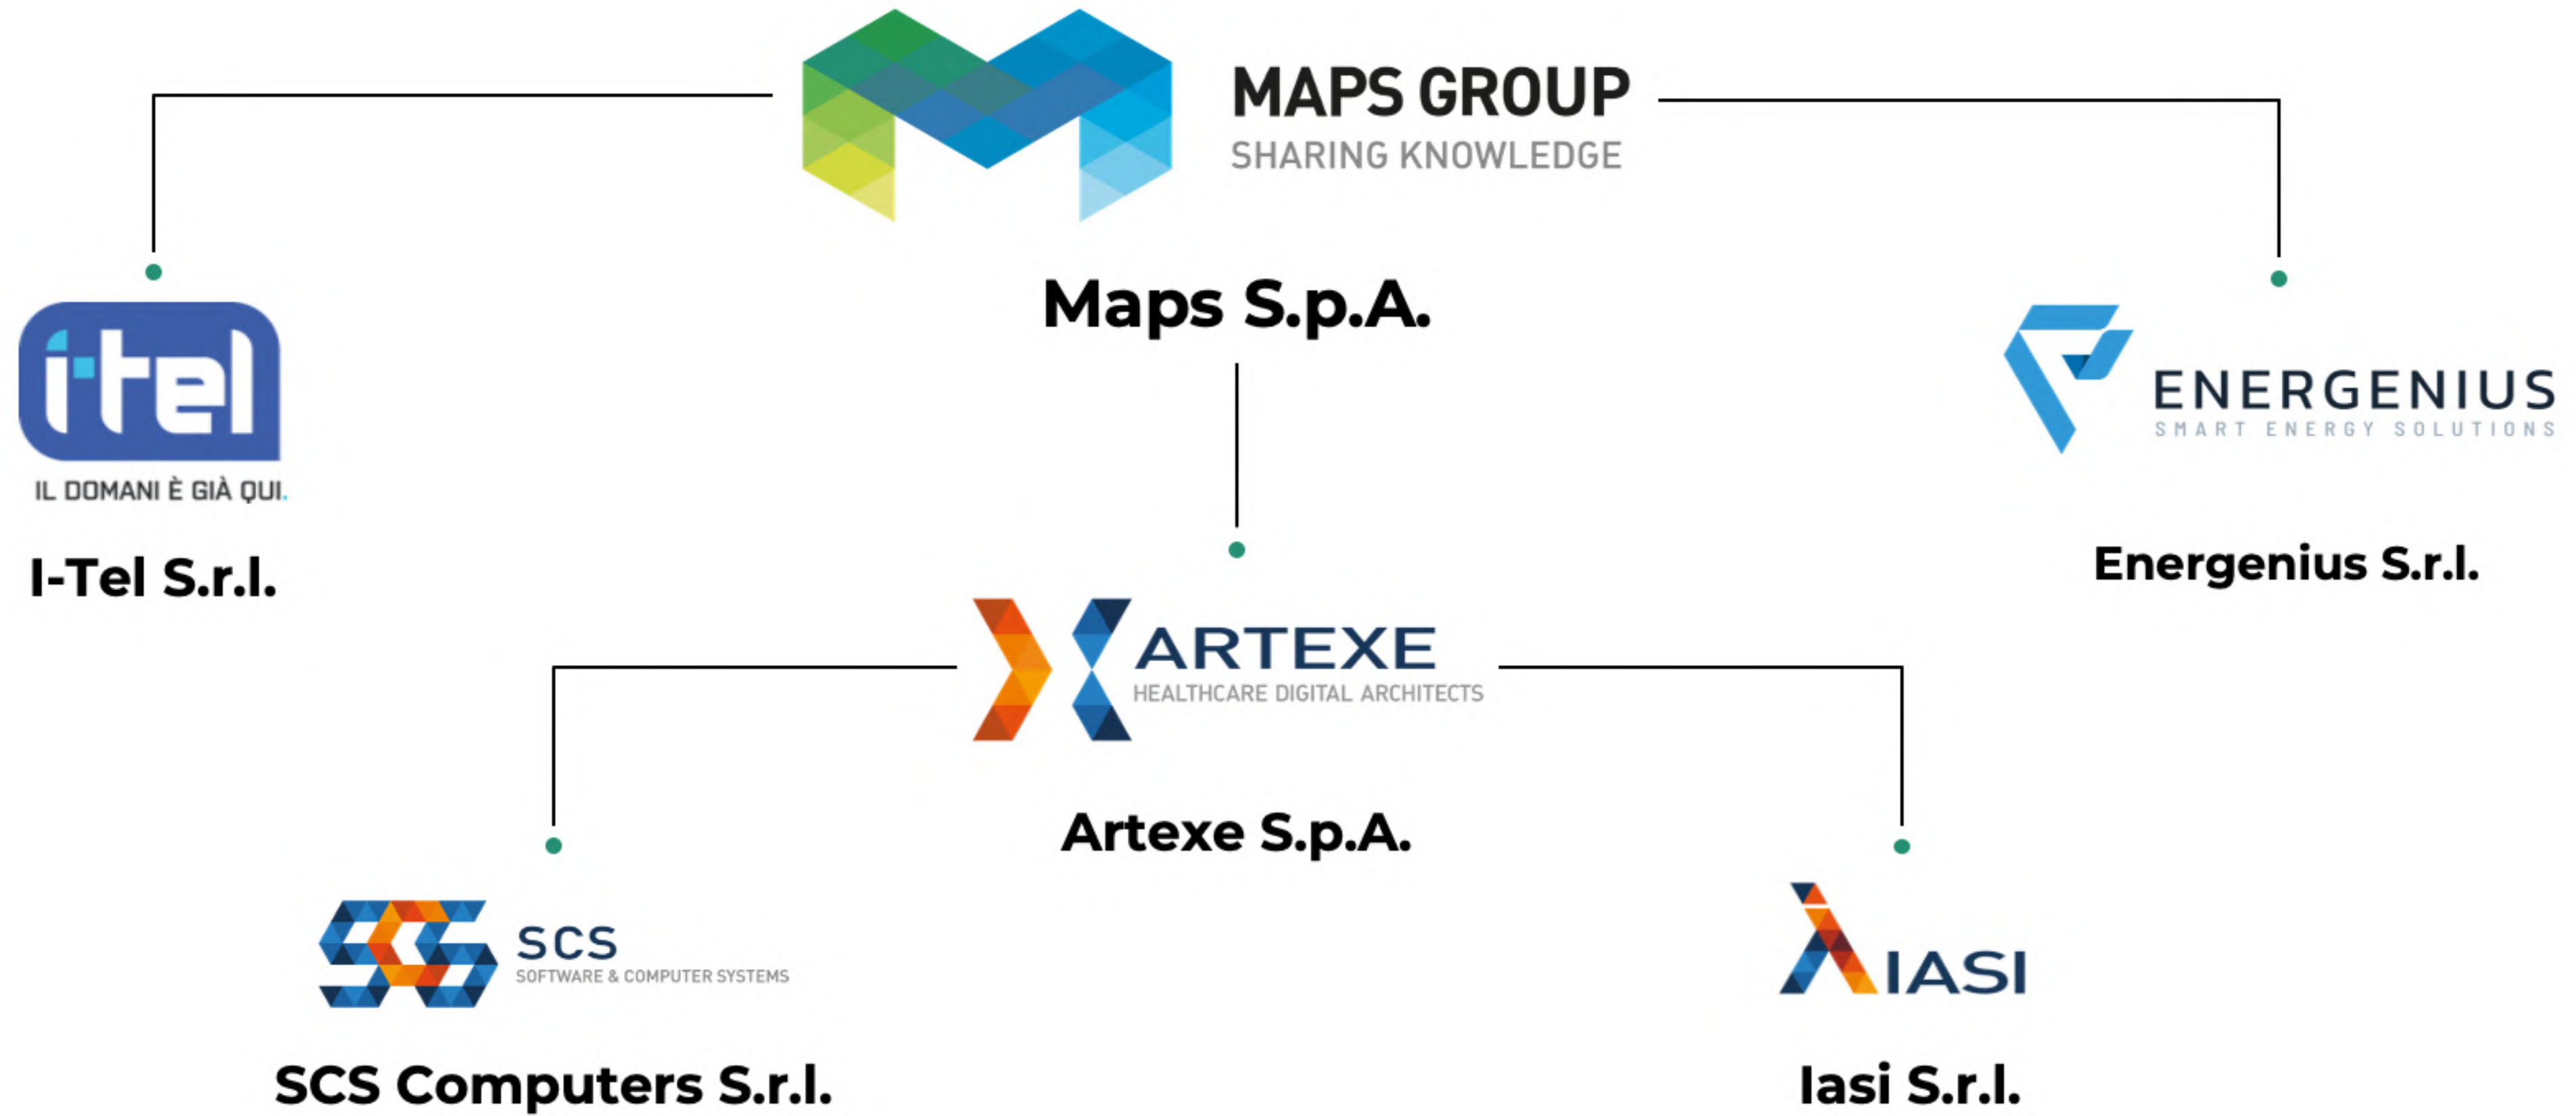 MAPS GROUP
SHARING KNOWLEDGE
Maps S.p.A.
i-tel
IL DOMANI È GIÀ QUI.
I-Tel S.r.l.
ENERGENIUS
SMART ENERGY SOLUTIONS
Energenius S.r.l.
ARTEXE
HEALTHCARE DIGITAL ARCHITECTS
Artexe S.p.A.
SCS
SCS
SOFTWARE & COMPUTER SYSTEMS
SCS Computers S.r.l.
IASI
Iasi S.r.l.